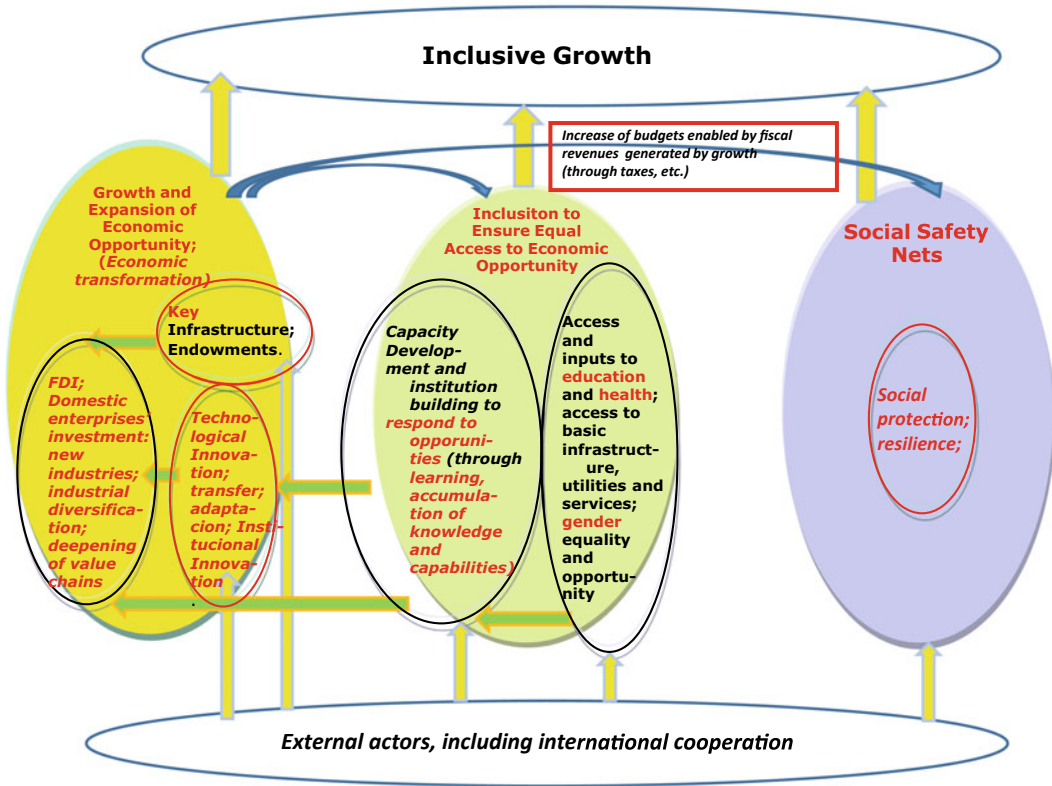 Inclusive Growth
Increase of budgets enabled by fiscal
revenues generated by growth
(through taxes, etc.)
Growth and
Expansion of
Economic
Opportunity;
(Economic
transformation)
Key
Infrastructure;
Endowments.
FDI;
Domestic
enterprises'
investment:
new
industries;
industrial
diversifica-
tion;
deepening
of value
chains
Techno-
logical
Innova-
tion;
transfer;
adapta-
cion; Insti-
tucional
Innova-
tion
.
Inclusiton to
Ensure Equal
Access to Economic
Opportunity
Capacity
Develop-
ment and
institution
building to
respond to
opporuni-
ties (through
learning,
accumula-
tion of
knowledge
and
capabilities)
Access
and
inputs to
education
and health;
access to
basic
infrastruct-
ure,
utilities and
services;
gender
equality
and
opportu-
nity
Social Safety
Nets
Social
protection;
resilience;
External actors, including international cooperation